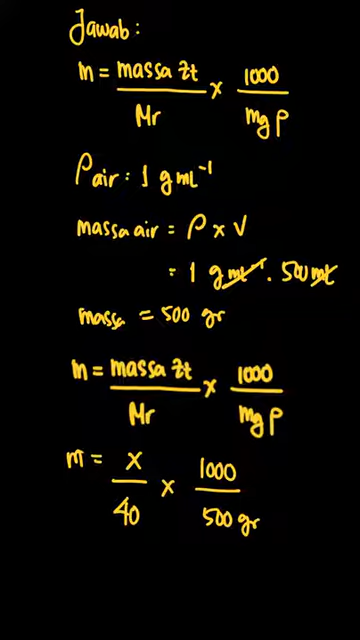 Jawab:
m = massa zt / Mr × 1000 / mg p
ρ air : 1 g ml⁻¹
massa air = ρ x V
= 1 g ml⁻¹ . 500 ml
massa = 500 gr
m = massa zt / Mr × 1000 / mg p
m = x / 40 × 1000 / 500 gr